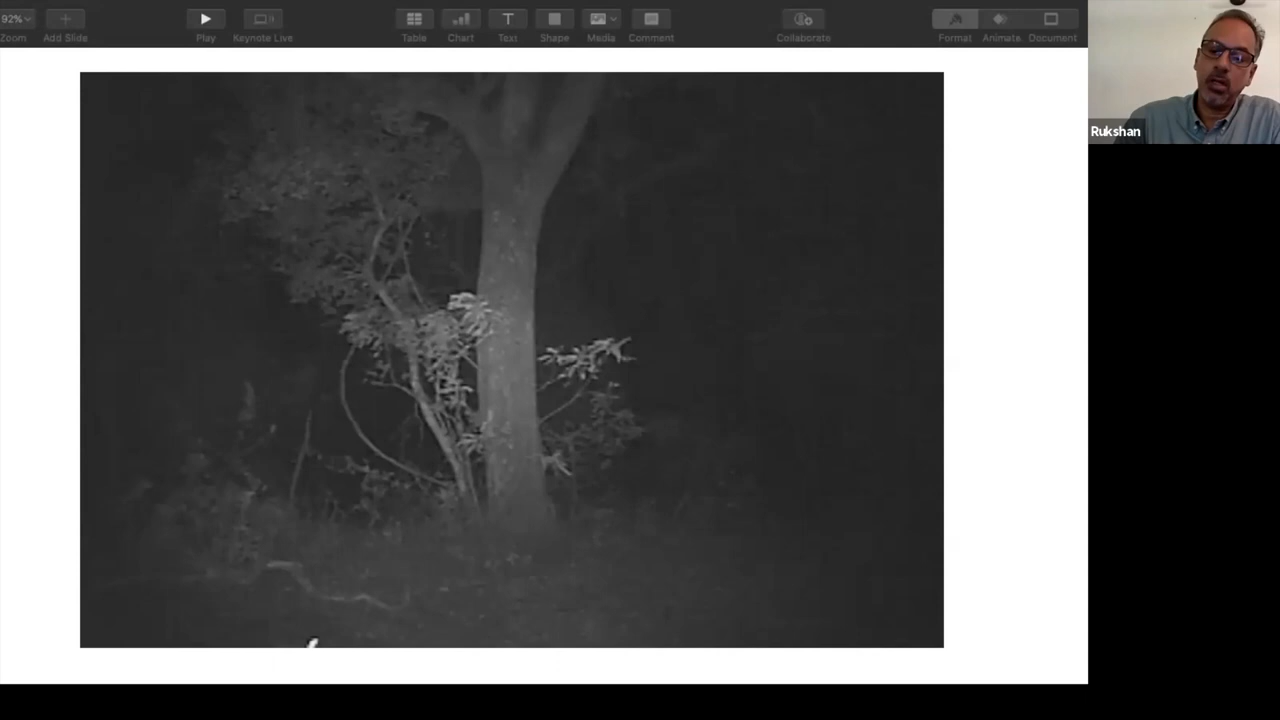 92%
Zoom
Add Slide
Play
Keynote Live
Table
Chart
Text
Shape
Media
Comment
Collaborate
Format
Animate
Document
Rukshan